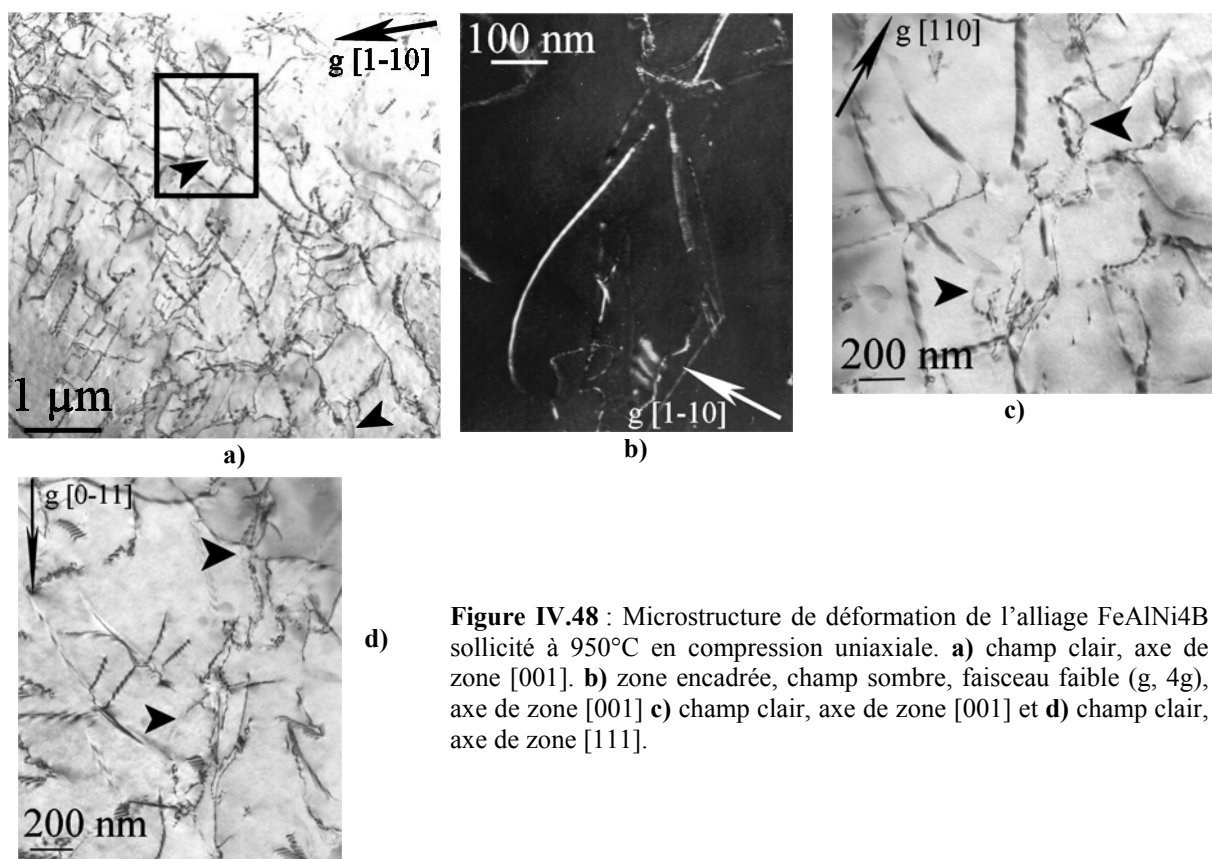 g [1-10]
1 µm
a)
100 nm
g [1-10]
b)
g [110]
200 nm
c)
g [0-11]
200 nm
d)
Figure IV.48 : Microstructure de déformation de l'alliage FeAlNi4B
sollicité à 950°C en compression uniaxiale. a) champ clair, axe de
zone [001]. b) zone encadrée, champ sombre, faisceau faible (g, 4g),
axe de zone [001] c) champ clair, axe de zone [001] et d) champ clair,
axe de zone [111].